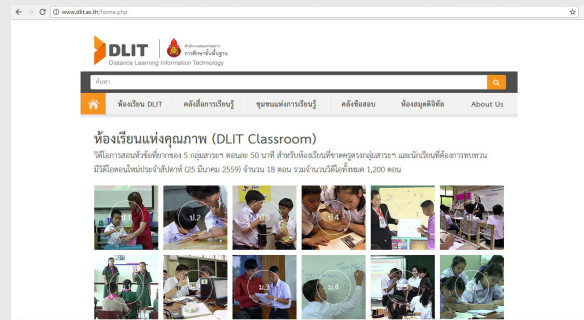 www.dlit.ac.th/home.php
DLIT
Distance Learning Information Technology
สำนักงานคณะกรรมการ
การศึกษาขั้นพื้นฐาน
ค้นหา
ห้องเรียน DLIT คลังสื่อการเรียนรู้ ชุมชนแห่งการเรียนรู้ คลังข้อสอบ ห้องสมุดดิจิทัล About Us
ห้องเรียนแห่งคุณภาพ (DLIT Classroom)
วิดีโอการสอนหัวข้อที่ยากของ 5 กลุ่มสาระฯ ตอนละ 50 นาที สำหรับห้องเรียนที่ขาดครูตรงกลุ่มสาระฯ และนักเรียนที่ต้องการทบทวน
มีวิดีโอตอนใหม่ประจำสัปดาห์ (25 มีนาคม 2559) จำนวน 18 ตอน รวมจำนวนวิดีโอทั้งหมด 1,200 ตอน
ป.2 ป.4
ม.3 ม.4